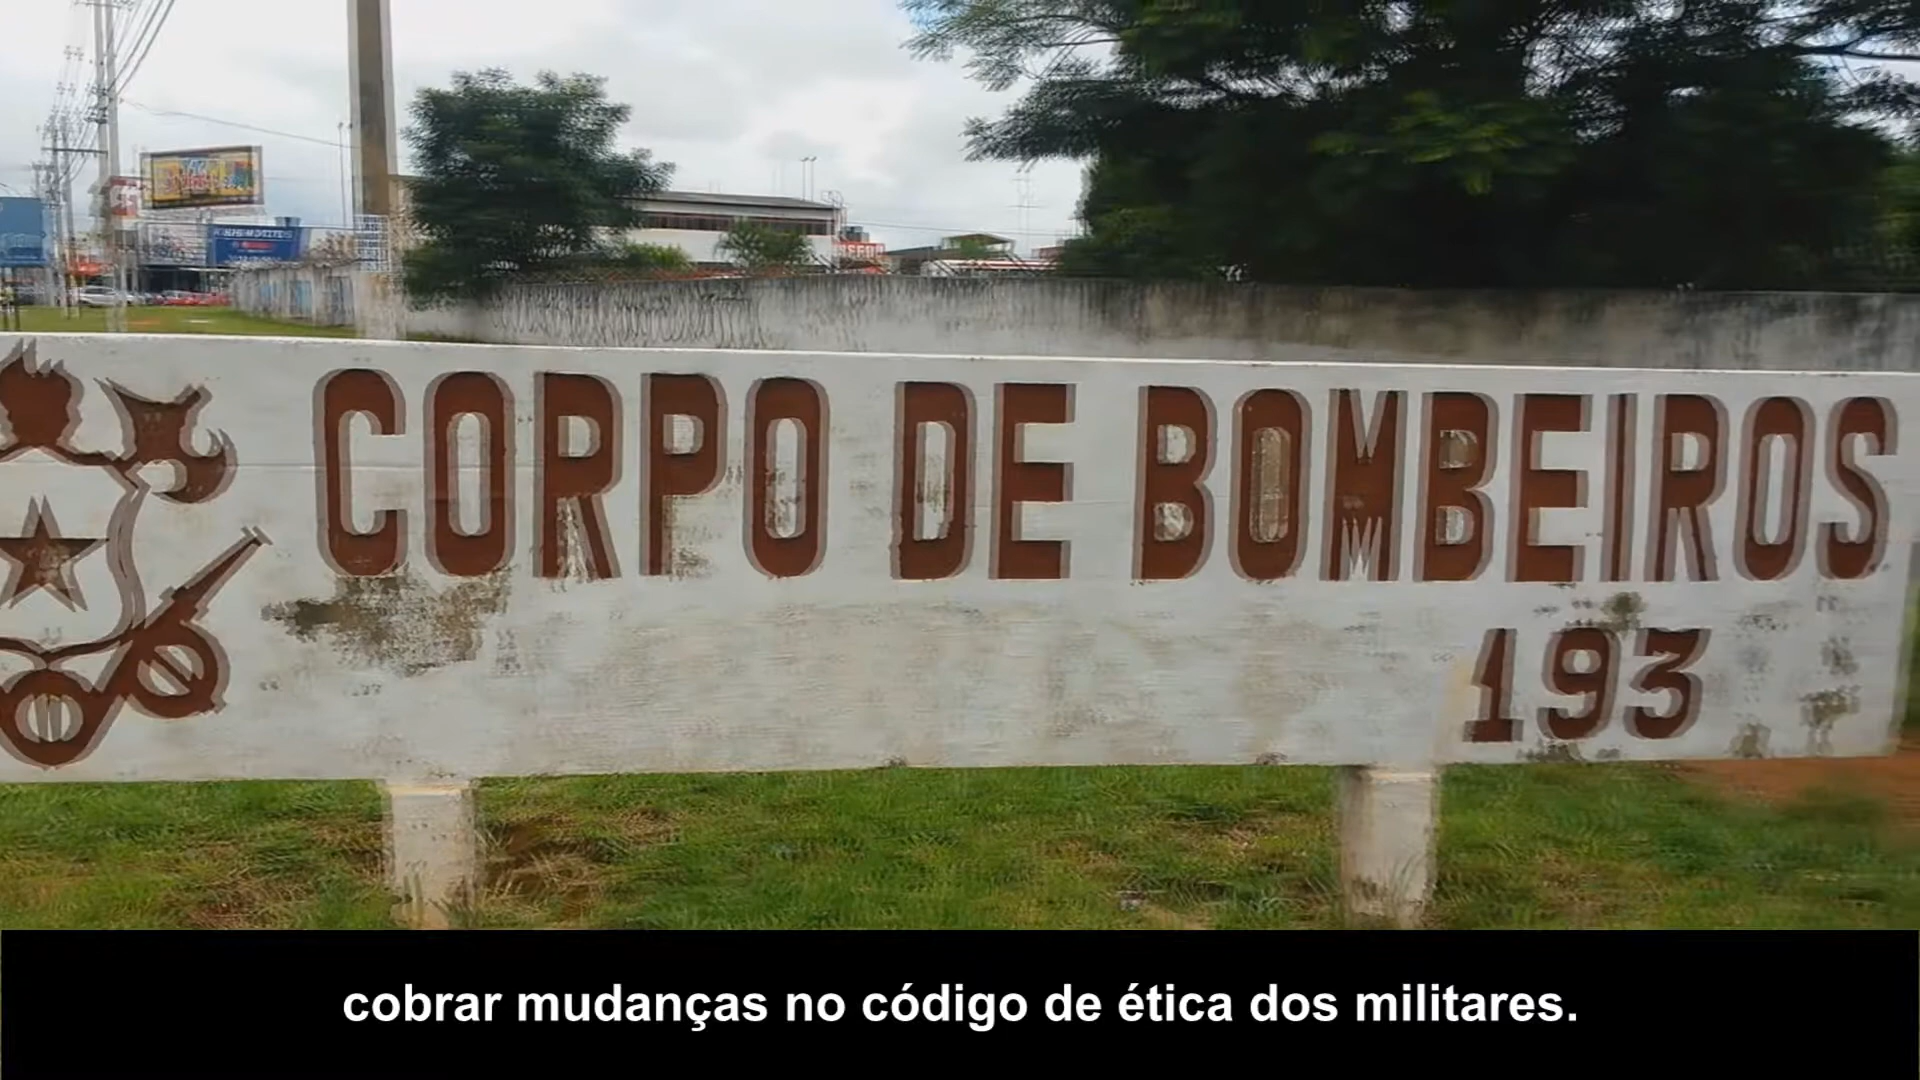 CORPO DE BOMBEIROS
193
cobrar mudanças no código de ética dos militares.